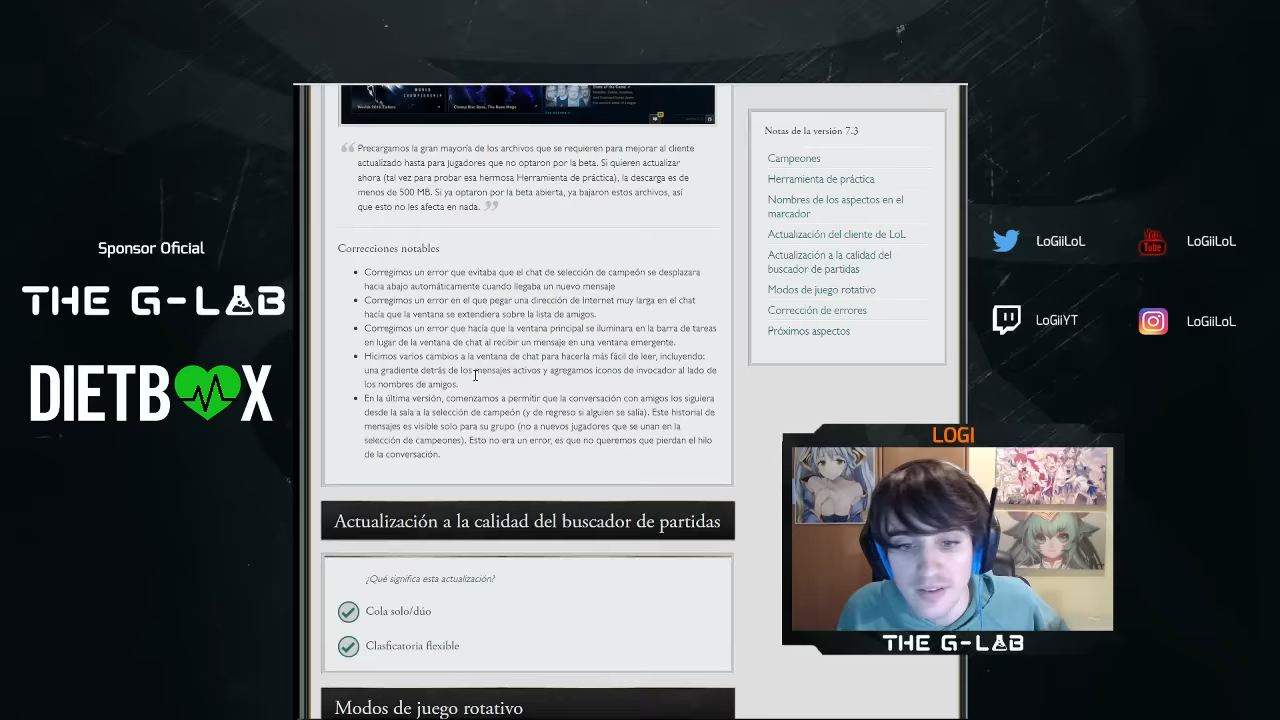 WORLD
CHAMPIONSHIP
Precargamos la gran mayoría de los archivos que se requieren para mejorar al cliente
actualizado hasta para jugadores que no optaron por la beta. Si quieren actualizar
ahora (tal vez para probar esa hermosa Herramienta de práctica), la descarga es de
menos de 500 MB. Si ya optaron por la beta abierta, ya bajaron estos archivos, así
que esto no les afecta en nada.
Correcciones notables
Corregimos un error que evitaba que el chat de selección de campeón se desplazara
hacia abajo automáticamente cuando llegaba un nuevo mensaje
Corregimos un error en el que pegar una dirección de Internet muy larga en el chat
hacía que la ventana se extendiera sobre la lista de amigos.
Corregimos un error que hacía que la ventana principal se iluminara en la barra de tareas
en lugar de la ventana de chat al recibir un mensaje en una ventana emergente.
Hicimos varios cambios a la ventana de chat para hacerla más fácil de leer, incluyendo:
una gradiente detrás de los mensajes activos y agregamos íconos de invocador al lado de
los nombres de amigos.
En la última versión, comenzamos a permitir que la conversación con amigos los siguiera
desde la sala a la selección de campeón (y de regreso si alguien se salía). Este historial de
mensajes es visible solo para su grupo (no a nuevos jugadores que se unan en la
selección de campeones). Esto no era un error, es que no queremos que pierdan el hilo
de la conversación.
Actualización a la calidad del buscador de partidas
¿Qué significa esta actualización?
Cola solo/dúo
Clasficatoria flexible
Modos de juego rotativo
Notas de la versión 7.3
Campeones
Herramienta de práctica
Nombres de los aspectos en el
marcador
Actualización del cliente de LoL
Actualización a la calidad del
buscador de partidas
Modos de juego rotativo
Corrección de errores
Próximos aspectos
Sponsor Oficial
THE G-LAB
DIETBOX
LoGiiLoL
You
Tube
LoGiiLoL
LoGiiYT
LoGiiLoL
LOGI
THE G-LAB